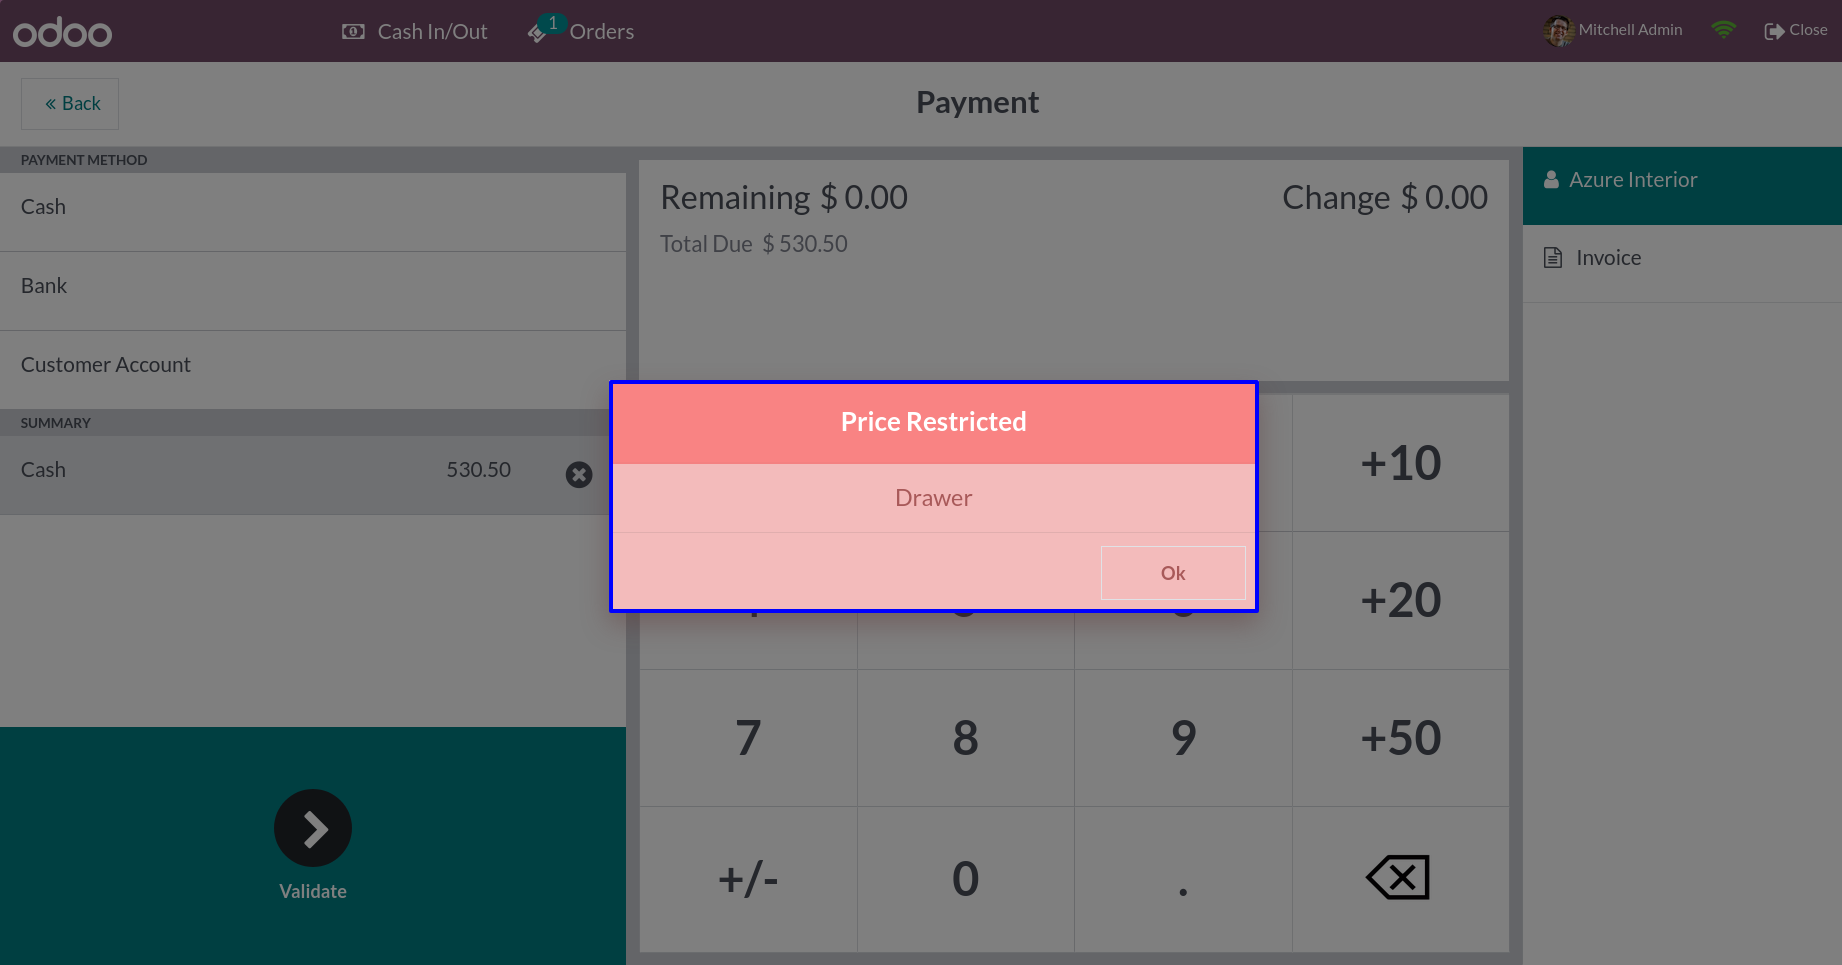 odoo
Cash In/Out
1
Orders
Mitchell Admin
Close
« Back
Payment
PAYMENT METHOD
Cash
Bank
Customer Account
SUMMARY
Cash 530.50
Validate
Remaining $ 0.00
Change $ 0.00
Total Due $ 530.50
Azure Interior
Invoice
Price Restricted
Drawer
Ok
+10
+20
7 8 9 +50
+/- 0 .